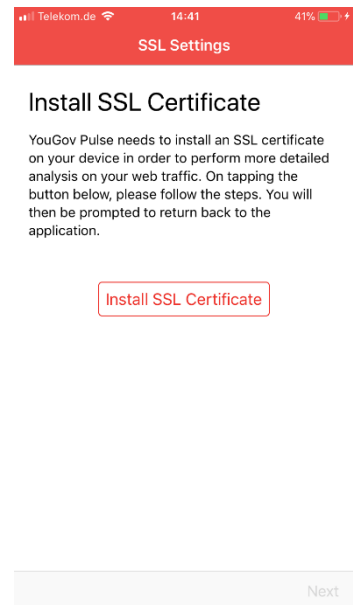 Telekom.de 14:41 41%
SSL Settings
Install SSL Certificate
YouGov Pulse needs to install an SSL certificate
on your device in order to perform more detailed
analysis on your web traffic. On tapping the
button below, please follow the steps. You will
then be prompted to return back to the
application.
Install SSL Certificate
Next